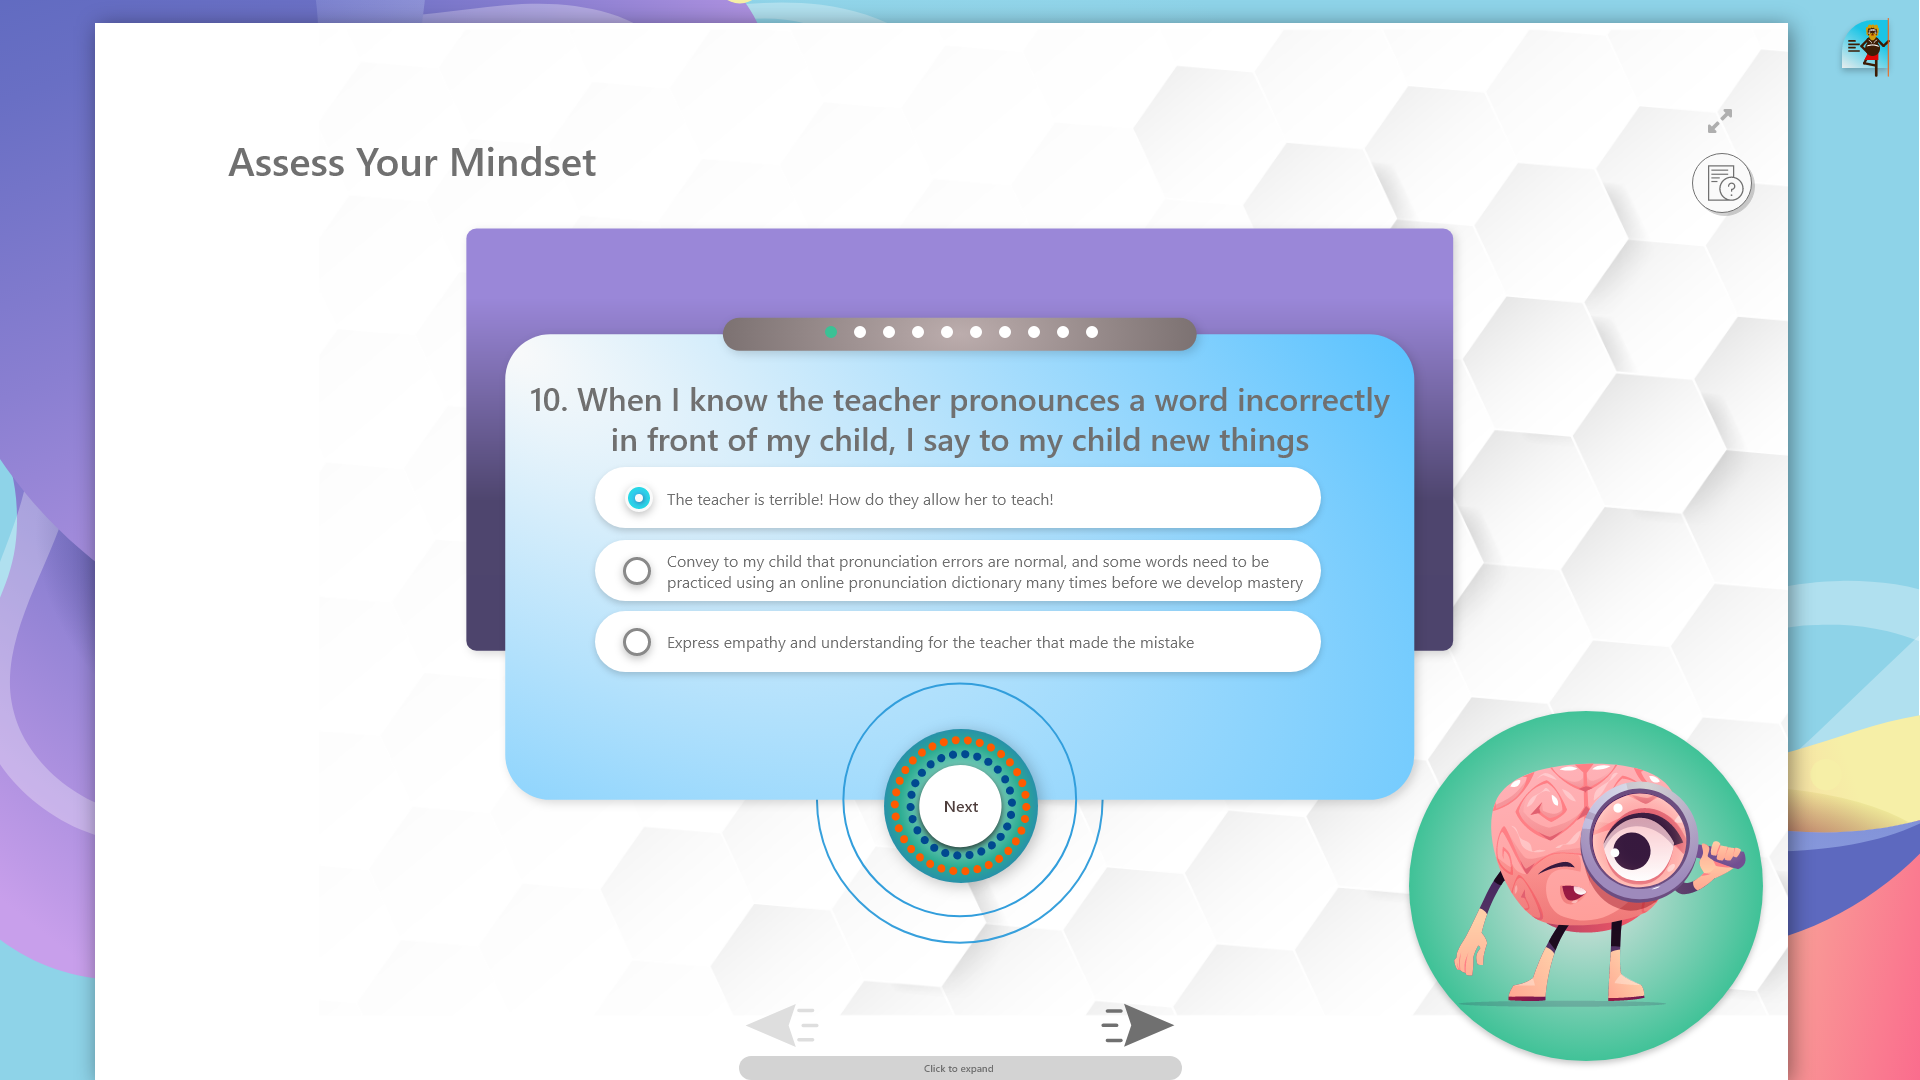 Assess Your Mindset
10. When I know the teacher pronounces a word incorrectly
in front of my child, I say to my child new things
The teacher is terrible! How do they allow her to teach!
Convey to my child that pronunciation errors are normal, and some words need to be
practiced using an online pronunciation dictionary many times before we develop mastery
Express empathy and understanding for the teacher that made the mistake
Next
Click to expand